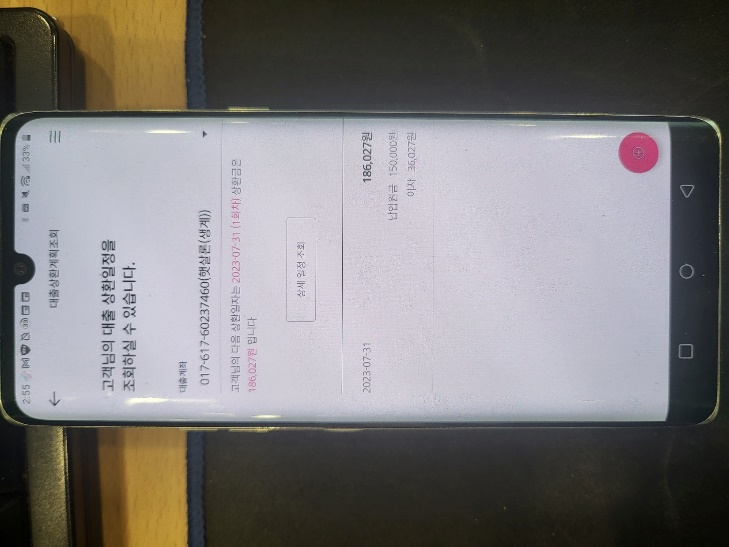 2:55
33%
대출상환계획조회
고객님의 대출 상환일정을
조회하실 수 있습니다.
대출계좌
017-617-60237460(햇살론(생계))
고객님의 다음 상환일자는 2023-07-31 (1회차) 상환금은
186,027원 입니다
상세 일정 조회
2023-07-31 186,027원
납입원금 150,000원
이자 36,027원